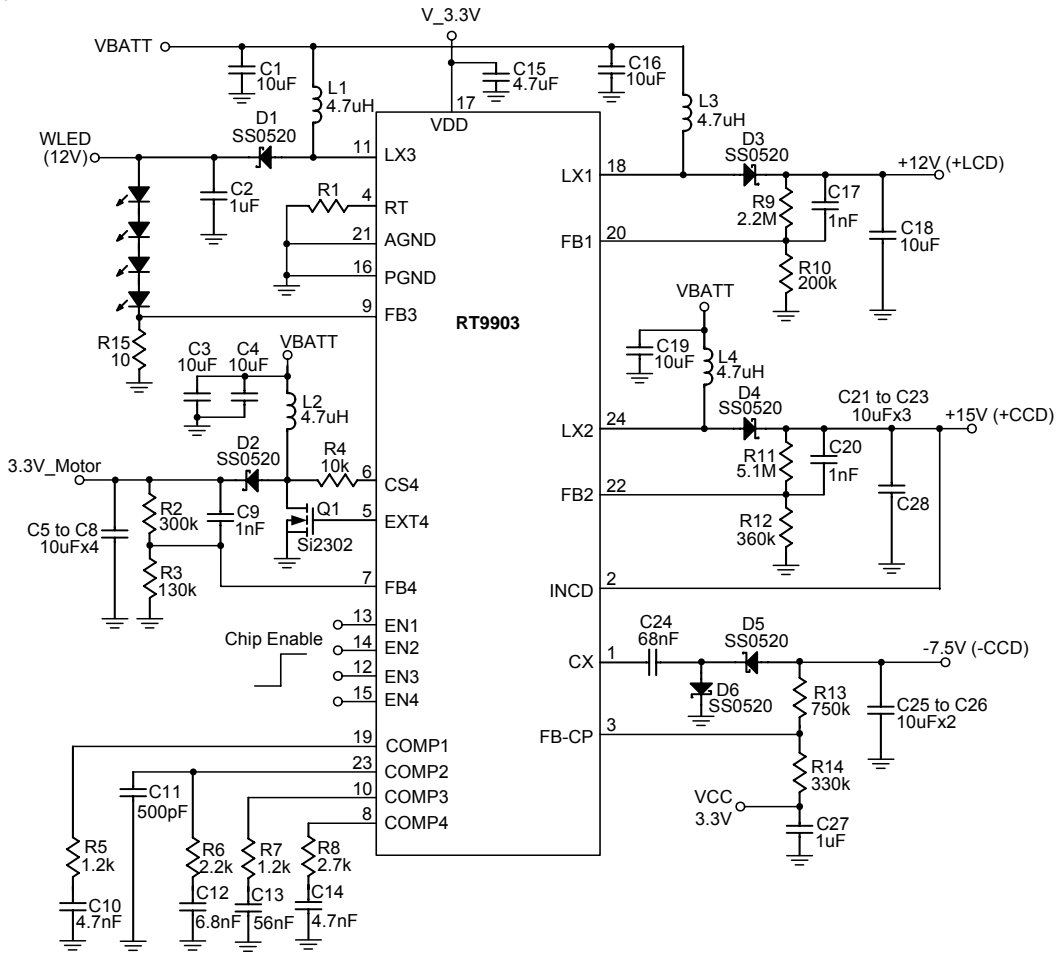 V_3.3V
VBATT
C1
10uF
L1
4.7uH
C15
4.7uF
C16
10uF
L3
4.7uH
17
VDD
WLED
(12V)
D1
SS0520
11
LX3
C2
1uF
R1
4
RT
21
AGND
16
PGND
9
FB3
R15
10
RT9903
LX1
18
D3
SS0520
+12V (+LCD)
R9
2.2M
C17
1nF
C18
10uF
FB1
20
R10
200k
VBATT
C19
10uF
L4
4.7uH
C3
10uF
C4
10uF
VBATT
L2
4.7uH
LX2
24
D4
SS0520
C21 to C23
10uFx3
+15V (+CCD)
R11
5.1M
C20
1nF
FB2
22
C28
R12
360k
3.3V_Motor
D2
SS0520
R4
10k
6
CS4
C5 to C8
10uFx4
R2
300k
C9
1nF
Q1
Si2302
5
EXT4
R3
130k
7
FB4
INCD
2
13
EN1
Chip Enable
14
EN2
12
EN3
15
EN4
CX
1
C24
68nF
D5
SS0520
-7.5V (-CCD)
D6
SS0520
R13
750k
C25 to C26
10uFx2
FB-CP
3
R14
330k
VCC
3.3V
C27
1uF
19
COMP1
23
COMP2
10
COMP3
8
COMP4
C11
500pF
R5
1.2k
R6
2.2k
R7
1.2k
R8
2.7k
C10
4.7nF
C12
6.8nF
C13
56nF
C14
4.7nF